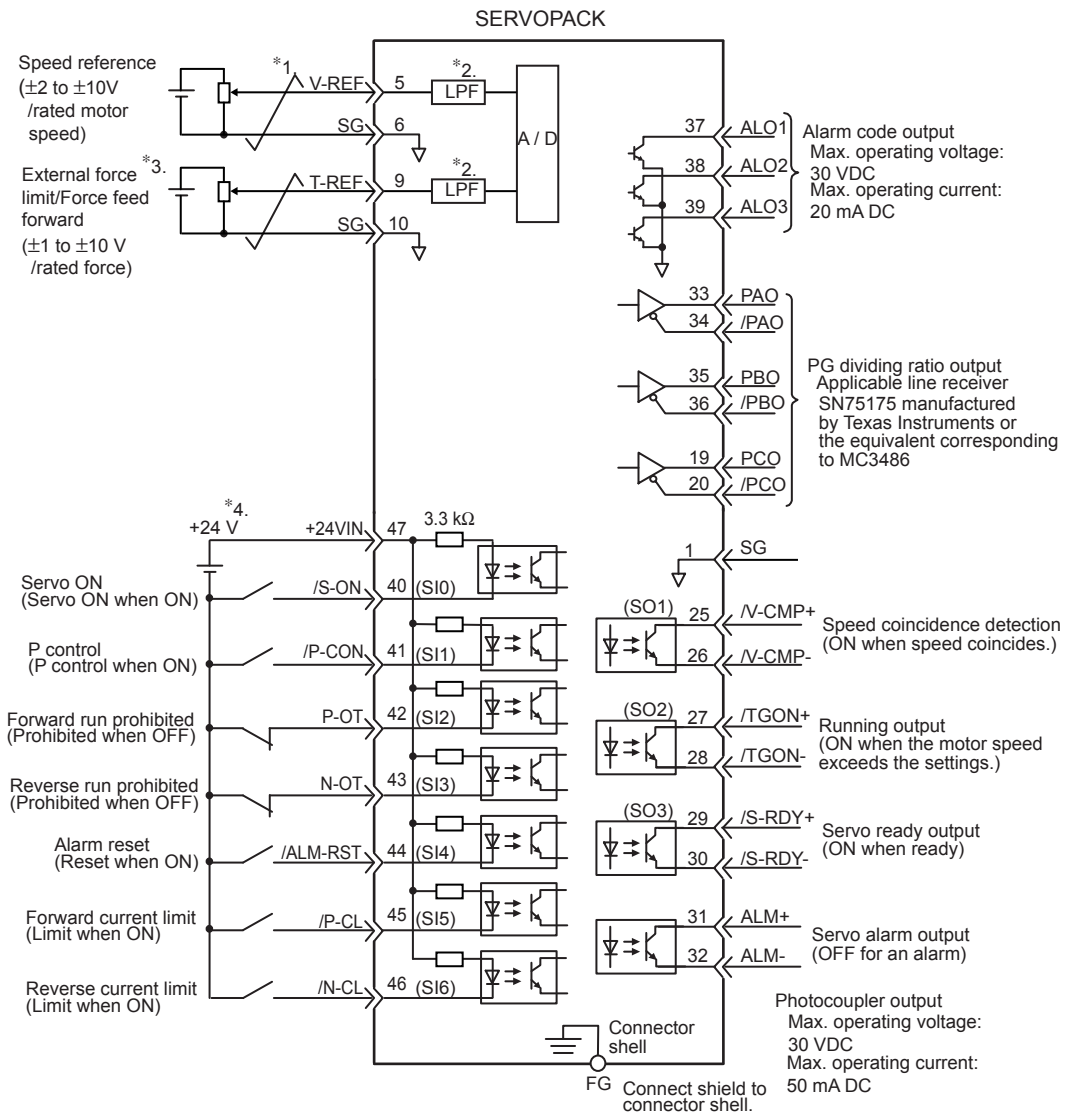 SERVOPACK
Speed reference
(±2 to ±10V
/rated motor
speed)
*1.
V-REF
5
*2.
LPF
SG
6
A / D
External force
limit/Force feed
forward
(±1 to ±10 V
/rated force)
*3.
T-REF
9
*2.
LPF
SG
10
37
ALO1
38
ALO2
39
ALO3
Alarm code output
Max. operating voltage:
30 VDC
Max. operating current:
20 mA DC
33
PAO
34
/PAO
35
PBO
36
/PBO
19
PCO
20
/PCO
PG dividing ratio output
Applicable line receiver
SN75175 manufactured
by Texas Instruments or
the equivalent corresponding
to MC3486
*4.
+24 V
+24VIN
47
3.3 kΩ
1
SG
Servo ON
(Servo ON when ON)
/S-ON
40
(SI0)
P control
(P control when ON)
/P-CON
41
(SI1)
Forward run prohibited
(Prohibited when OFF)
P-OT
42
(SI2)
Reverse run prohibited
(Prohibited when OFF)
N-OT
43
(SI3)
Alarm reset
(Reset when ON)
/ALM-RST
44
(SI4)
Forward current limit
(Limit when ON)
/P-CL
45
(SI5)
Reverse current limit
(Limit when ON)
/N-CL
46
(SI6)
(SO1)
25
/V-CMP+
26
/V-CMP-
Speed coincidence detection
(ON when speed coincides.)
(SO2)
27
/TGON+
28
/TGON-
Running output
(ON when the motor speed
exceeds the settings.)
(SO3)
29
/S-RDY+
30
/S-RDY-
Servo ready output
(ON when ready)
31
ALM+
32
ALM-
Servo alarm output
(OFF for an alarm)
Photocoupler output
Max. operating voltage:
30 VDC
Max. operating current:
50 mA DC
Connector
shell
FG
Connect shield to
connector shell.